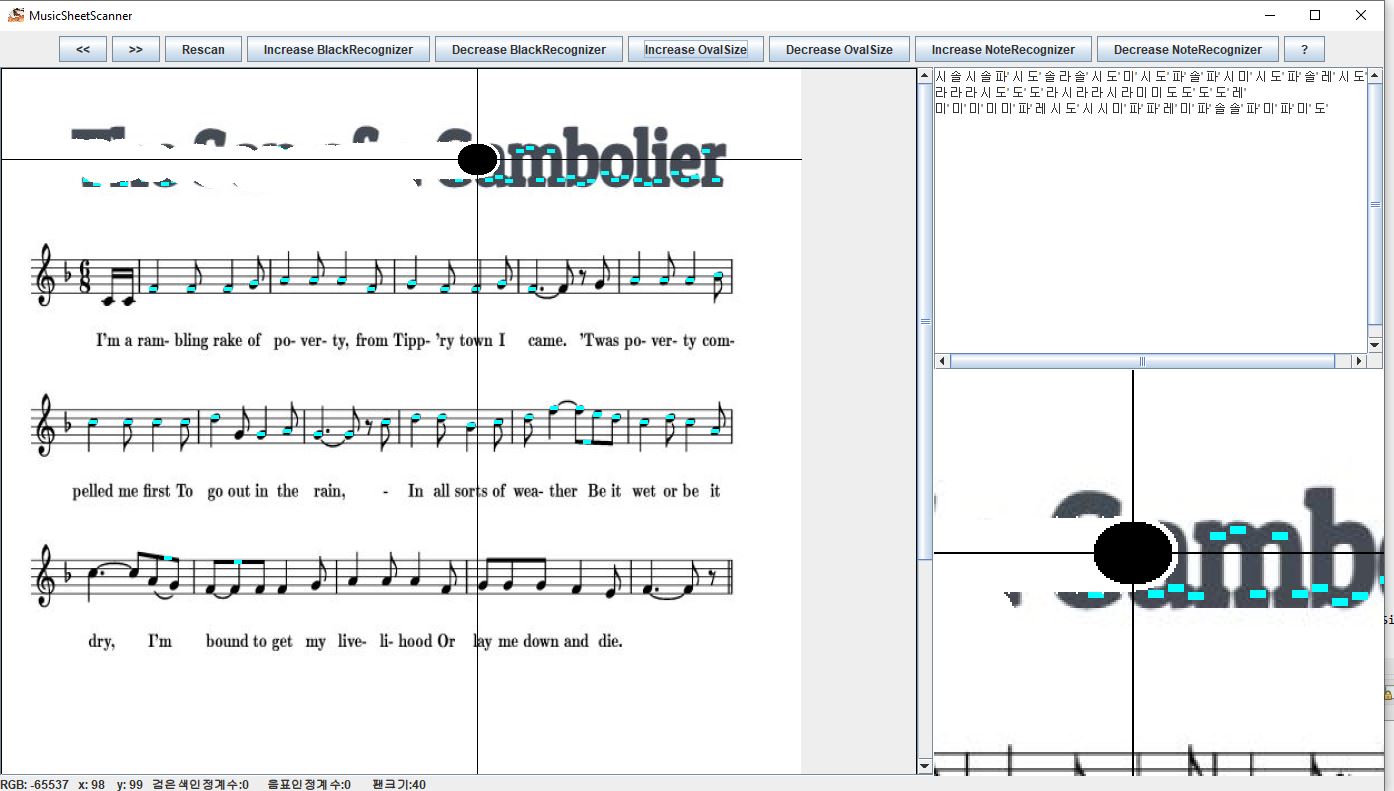 MusicSheetScanner
<< >> Rescan Increase BlackRecognizer Decrease BlackRecognizer Increase OvalSize Decrease OvalSize Increase NoteRecognizer Decrease NoteRecognizer ?
시 솔 시 솔 파' 시 도' 솔 라 솔' 시 도' 미' 시 도' 파' 솔' 파' 시 미' 시 도' 파' 솔' 레' 시 도'
라 라 라 시 도' 도' 도' 라 시 라 라 시 라 미 미 도 도' 도' 도' 레'
미' 미' 미' 미 미' 파' 레 시 도' 시 시 미' 파' 파' 레' 미' 파' 솔 솔' 파' 미' 파' 미' 도'
Gambolier
6
8
I'm a ram- bling rake of po- ver- ty, from Tipp- 'ry town I came. 'Twas po- ver- ty com-
pelled me first To go out in the rain, - In all sorts of wea- ther Be it wet or be it
dry, I'm bound to get my live- li- hood Or lay me down and die.
RGB: -65537 x: 98 y: 99 검은색인정계수:0 음표인정계수:0 팬크기:40